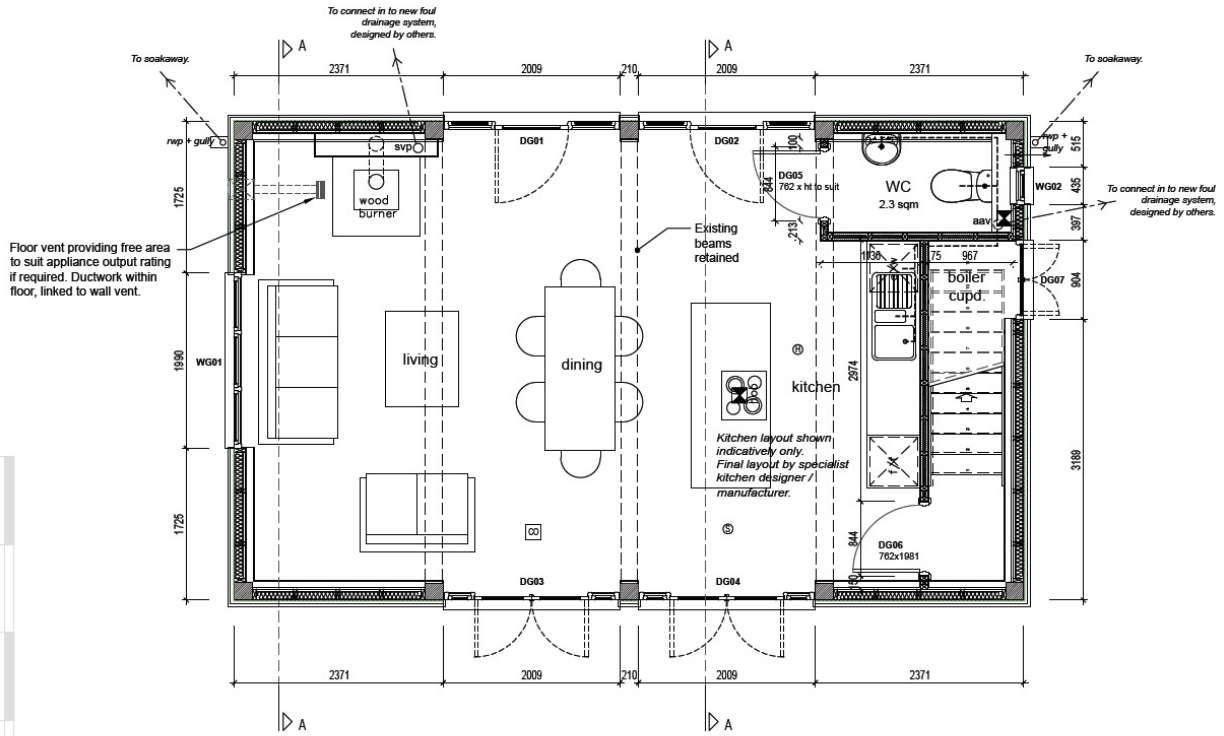 To connect in to new foul
drainage system,
designed by others.
A
A
To soakaway.
To soakaway.
2371
2009
210
2009
2371
rwp + gully
svp
DG01
DG02
100
rwp +
gully
515
DG05
762 x ht to suit
844
WC
2.3 sqm
WG02
435
1725
wood
burner
To connect in to new foul
drainage system,
designed by others.
aav
397
213
Existing
beams
retained
Floor vent providing free area
to suit appliance output rating
if required. Ductwork within
floor, linked to wall vent.
1136
75
967
boiler
cupd.
DG07
904
WG01
1990
living
dining
H
kitchen
2974
hob
Kitchen layout shown
indicatively only.
Final layout by specialist
kitchen designer /
manufacturer.
f/f
3189
1725
CO
S
844
DG06
762x1981
150
DG03
DG04
2371
2009
210
2009
2371
A
A